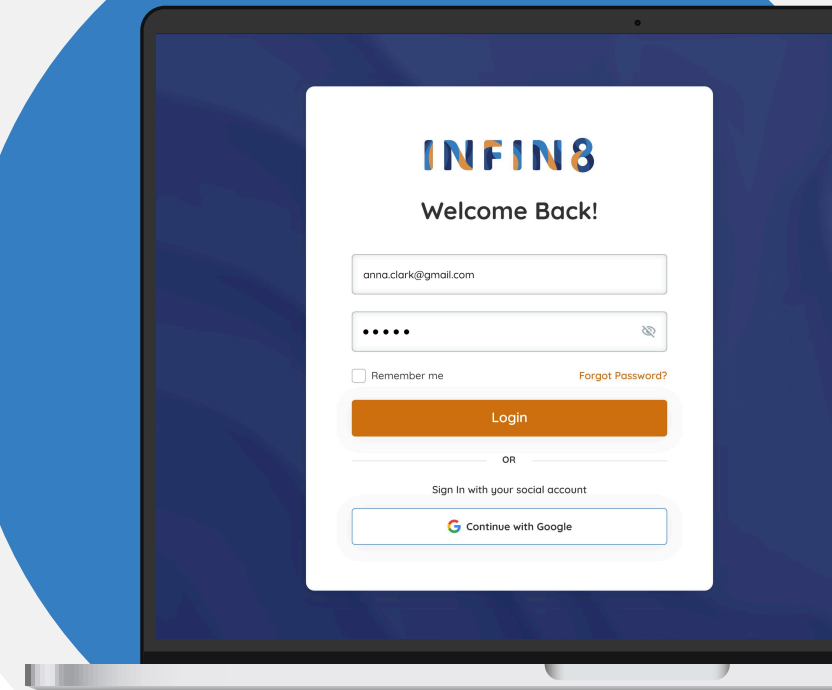 INFIN8
Welcome Back!
anna.clark@gmail.com
•••••
Remember me
Forgot Password?
Login
OR
Sign In with your social account
Continue with Google